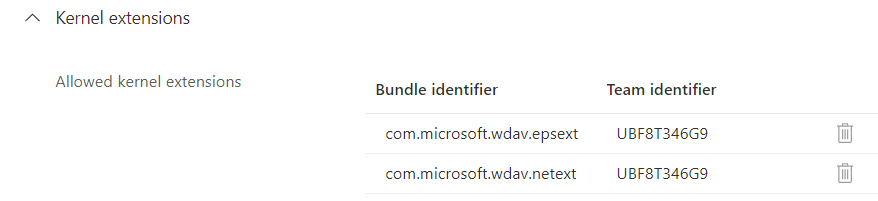 Kernel extensions
Allowed kernel extensions
Bundle identifier Team identifier
com.microsoft.wdav.epsext UBF8T346G9
com.microsoft.wdav.netext UBF8T346G9